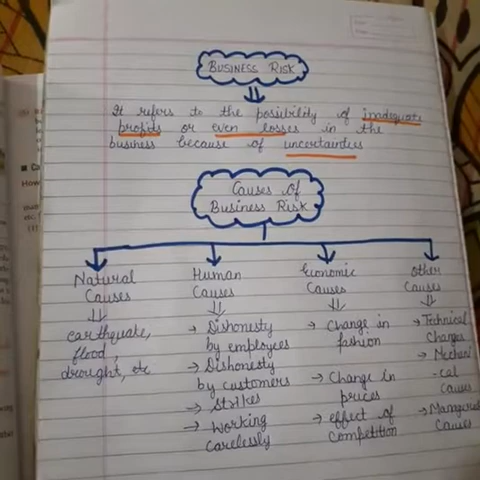 BUSINESS RISK
It refers to the possibility of inadequate
profits or even losses in the
business because of uncertainties
Causes of
Business Risk
Natural
Causes
earthquake,
flood,
drought, etc
Human
Causes
→ Dishonesty
by employees
→ Dishonesty
by customers
→ Strikes
→ Working
carelessly
Economic
Causes
→ Change in
fashion
→ Change in
prices
→ effect of
competition
Other
Causes
→ Technical
Changes
→ Mechani
-cal
Causes
Causes